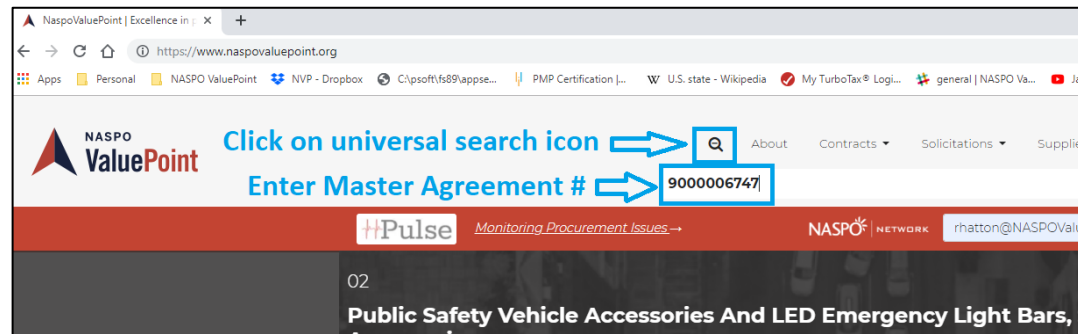 NaspoValuePoint | Excellence in p
https://www.naspovaluepoint.org
Apps Personal NASPO ValuePoint NVP - Dropbox C:\psoft\fs89\appse... PMP Certification |... U.S. state - Wikipedia My TurboTax® Logi... general | NASPO Va... Ja
NASPO
ValuePoint
Click on universal search icon
About Contracts Solicitations Supplie
Enter Master Agreement #
9000006747
Pulse Monitoring Procurement Issues→ NASPO NETWORK rhatton@NASPOValu
02
Public Safety Vehicle Accessories And LED Emergency Light Bars,